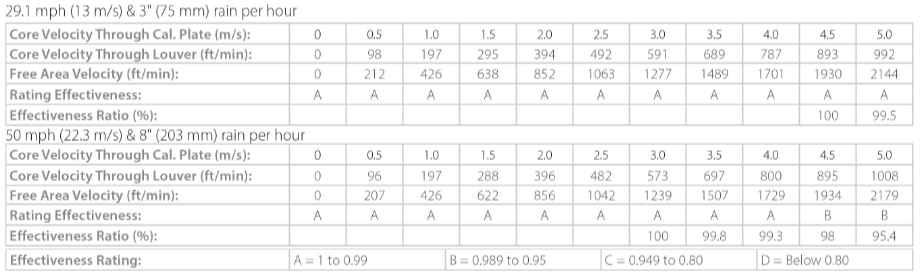 29.1 mph (13 m/s) & 3" (75 mm) rain per hour
Core Velocity Through Cal. Plate (m/s): 0 0.5 1.0 1.5 2.0 2.5 3.0 3.5 4.0 4.5 5.0
Core Velocity Through Louver (ft/min): 0 98 197 295 394 492 591 689 787 893 992
Free Area Velocity (ft/min): 0 212 426 638 852 1063 1277 1489 1701 1930 2144
Rating Effectiveness: A A A A A A A A A A A
Effectiveness Ratio (%): 100 99.5
50 mph (22.3 m/s) & 8" (203 mm) rain per hour
Core Velocity Through Cal. Plate (m/s): 0 0.5 1.0 1.5 2.0 2.5 3.0 3.5 4.0 4.5 5.0
Core Velocity Through Louver (ft/min): 0 96 197 288 396 482 573 697 800 895 1008
Free Area Velocity (ft/min): 0 207 426 622 856 1042 1239 1507 1729 1934 2179
Rating Effectiveness: A A A A A A A A A B B
Effectiveness Ratio (%): 100 99.8 99.3 98 95.4
Effectiveness Rating: A = 1 to 0.99 B = 0.989 to 0.95 C = 0.949 to 0.80 D = Below 0.80